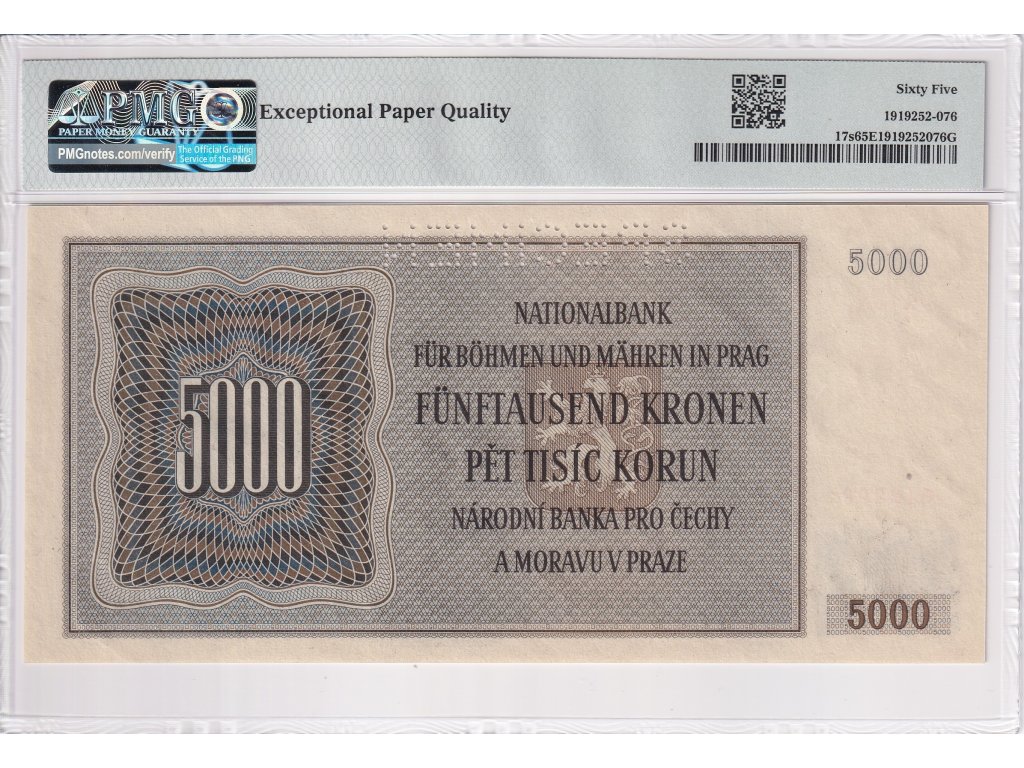 PMG
PAPER MONEY GUARANTY
PMGnotes.com/verify
The Official Grading
Service of the PNG
Exceptional Paper Quality
Sixty Five
1919252-076
17s65E1919252076G
5000
5000
NATIONALBANK
FÜR BÖHMEN UND MÄHREN IN PRAG
FÜNFTAUSEND KRONEN
PĚT TISÍC KORUN
NÁRODNÍ BANKA PRO ČECHY
A MORAVU V PRAZE
5000